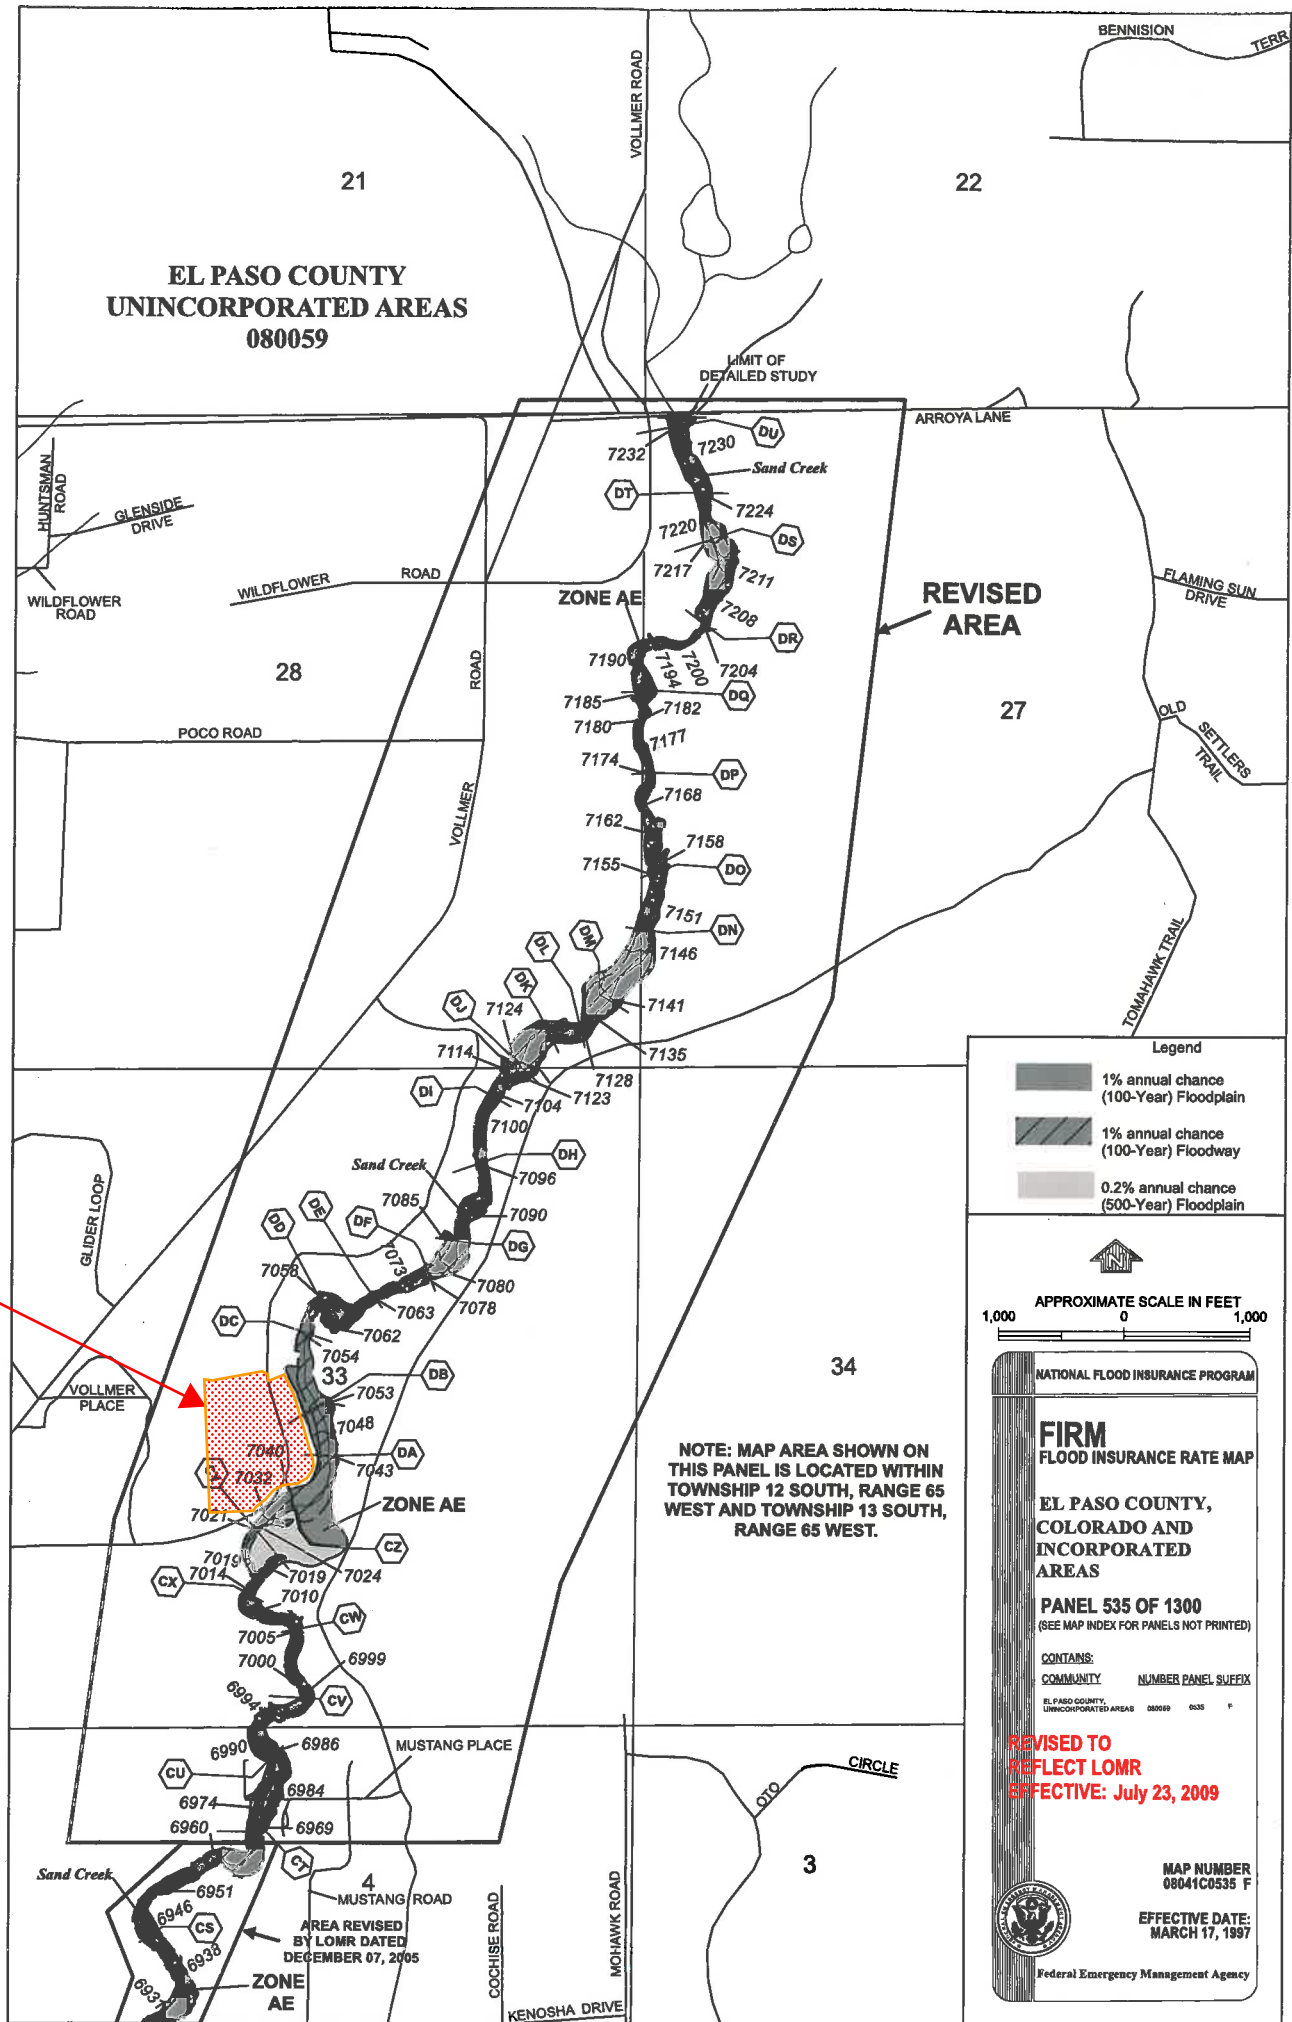 BENNISION
TERR
VOLLMER ROAD
21
22
EL PASO COUNTY
UNINCORPORATED AREAS
080059
LIMIT OF
DETAILED STUDY
ARROYA LANE
DU
7232
7230
Sand Creek
HUNTSMAN
ROAD
GLENSIDE
DRIVE
DT
7224
7220
DS
7217
7211
WILDFLOWER
ROAD
WILDFLOWER
ROAD
ZONE AE
REVISED
AREA
FLAMING SUN
DRIVE
7208
DR
7204
7190
7194
7200
28
ROAD
7185
DQ
7182
7180
27
OLD
SETTLERS
TRAIL
POCO ROAD
7177
7174
DP
7168
VOLLMER
7162
7158
7155
DO
7151
DN
7146
DL
DM
DK
DJ
7124
7141
TOMAHAWK TRAIL
7114
7135
7128
DI
7123
7104
7100
Legend
1% annual chance
(100-Year) Floodplain
1% annual chance
(100-Year) Floodway
0.2% annual chance
(500-Year) Floodplain
DH
Sand Creek
7096
7085
7090
GLIDER LOOP
DD
DE
DF
DG
7073
7058
7080
7078
7063
DC
7062
7054
33
DB
7053
34
VOLLMER
PLACE
7048
7040
DA
7043
7032
ZONE AE
7021
CZ
7019
7024
7019
7014
CX
7010
CW
7005
7000
6999
6994
CV
NOTE: MAP AREA SHOWN ON
THIS PANEL IS LOCATED WITHIN
TOWNSHIP 12 SOUTH, RANGE 65
WEST AND TOWNSHIP 13 SOUTH,
RANGE 65 WEST.
N
APPROXIMATE SCALE IN FEET
1,000 0 1,000
NATIONAL FLOOD INSURANCE PROGRAM
FIRM
FLOOD INSURANCE RATE MAP
EL PASO COUNTY,
COLORADO AND
INCORPORATED
AREAS
PANEL 535 OF 1300
(SEE MAP INDEX FOR PANELS NOT PRINTED)
CONTAINS:
COMMUNITY NUMBER PANEL SUFFIX
EL PASO COUNTY,
UNINCORPORATED AREAS 080059 0535 F
REVISED TO
REFLECT LOMR
EFFECTIVE: July 23, 2009
MAP NUMBER
08041C0535 F
EFFECTIVE DATE:
MARCH 17, 1997
Federal Emergency Management Agency
6990
6986
MUSTANG PLACE
CU
6984
6974
6969
6960
CT
CIRCLE
OTO
3
Sand Creek
4
6951
MUSTANG ROAD
6946
CS
AREA REVISED
BY LOMR DATED
DECEMBER 07, 2005
6938
ZONE
AE
6931
COCHISE ROAD
MOHAWK ROAD
KENOSHA DRIVE